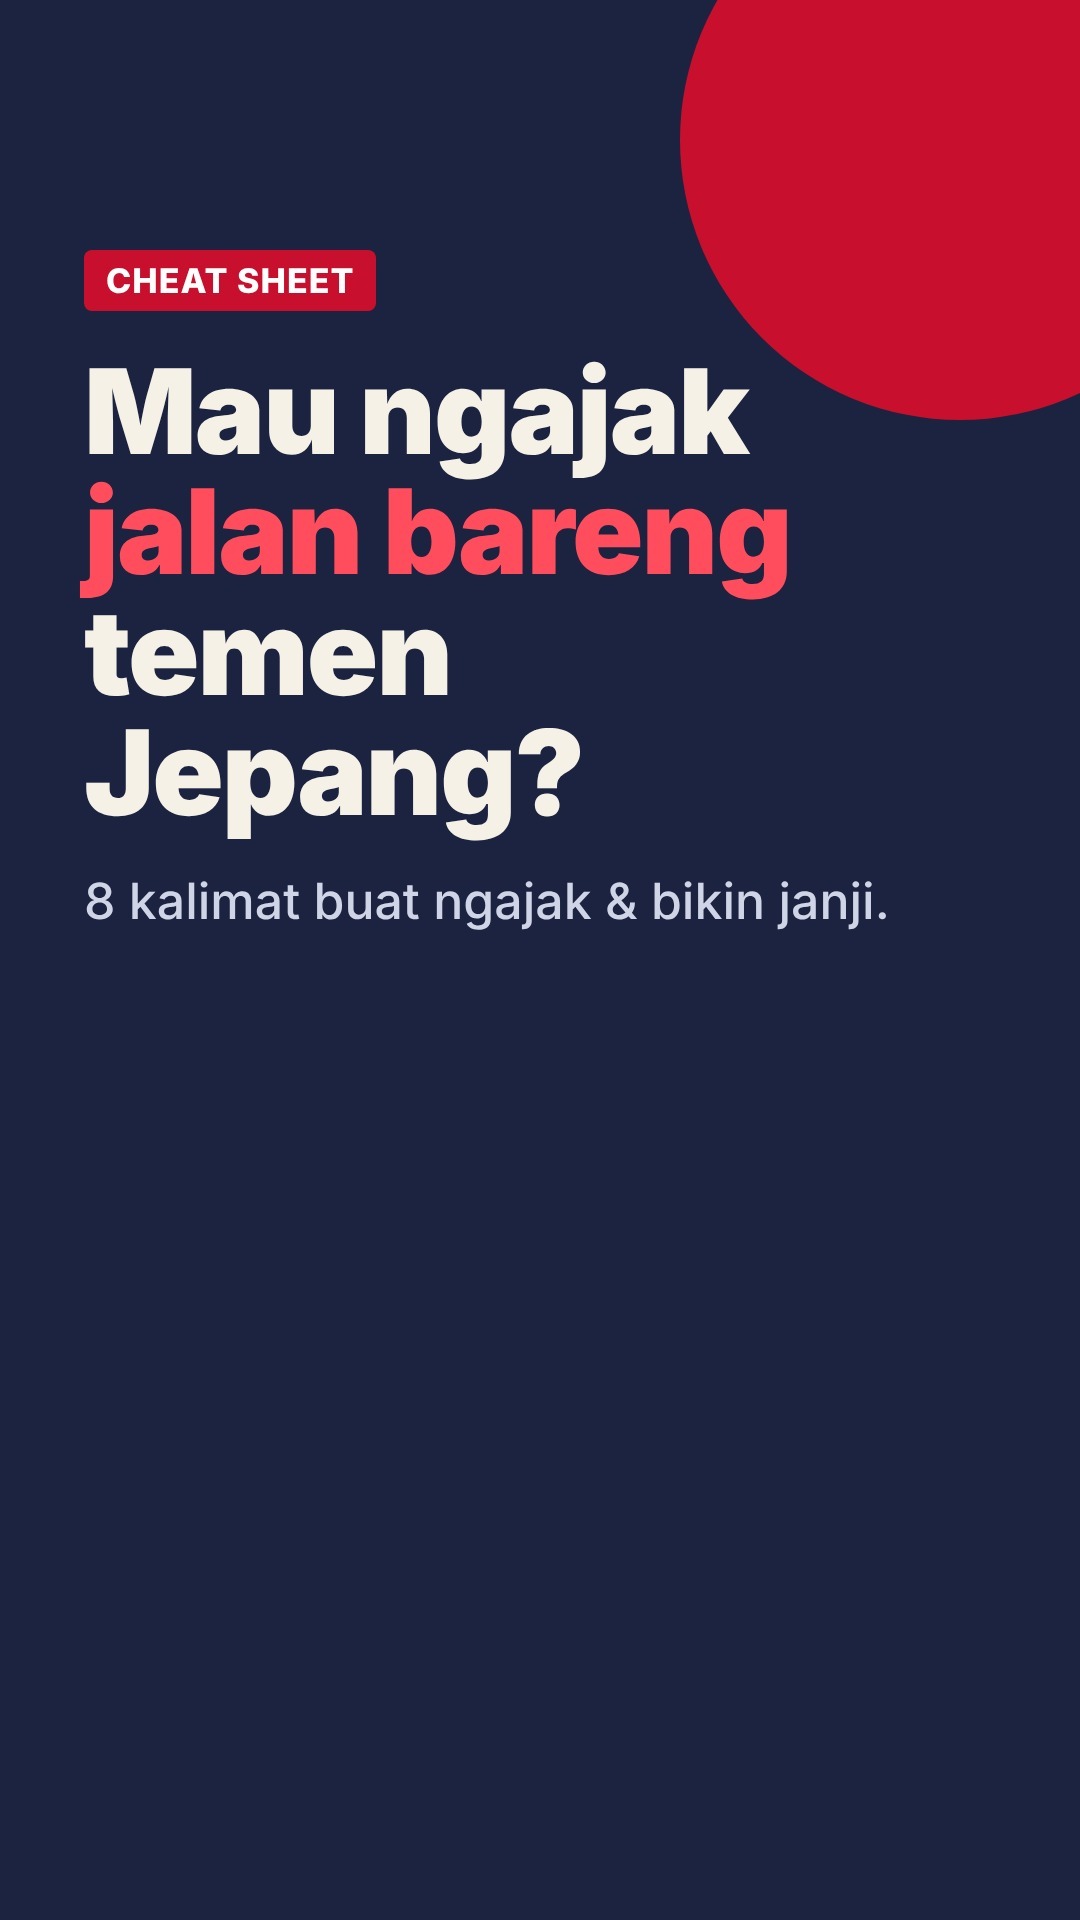 CHEAT SHEET
Mau ngajak
jalan bareng
temen
Jepang?
8 kalimat buat ngajak & bikin janji.